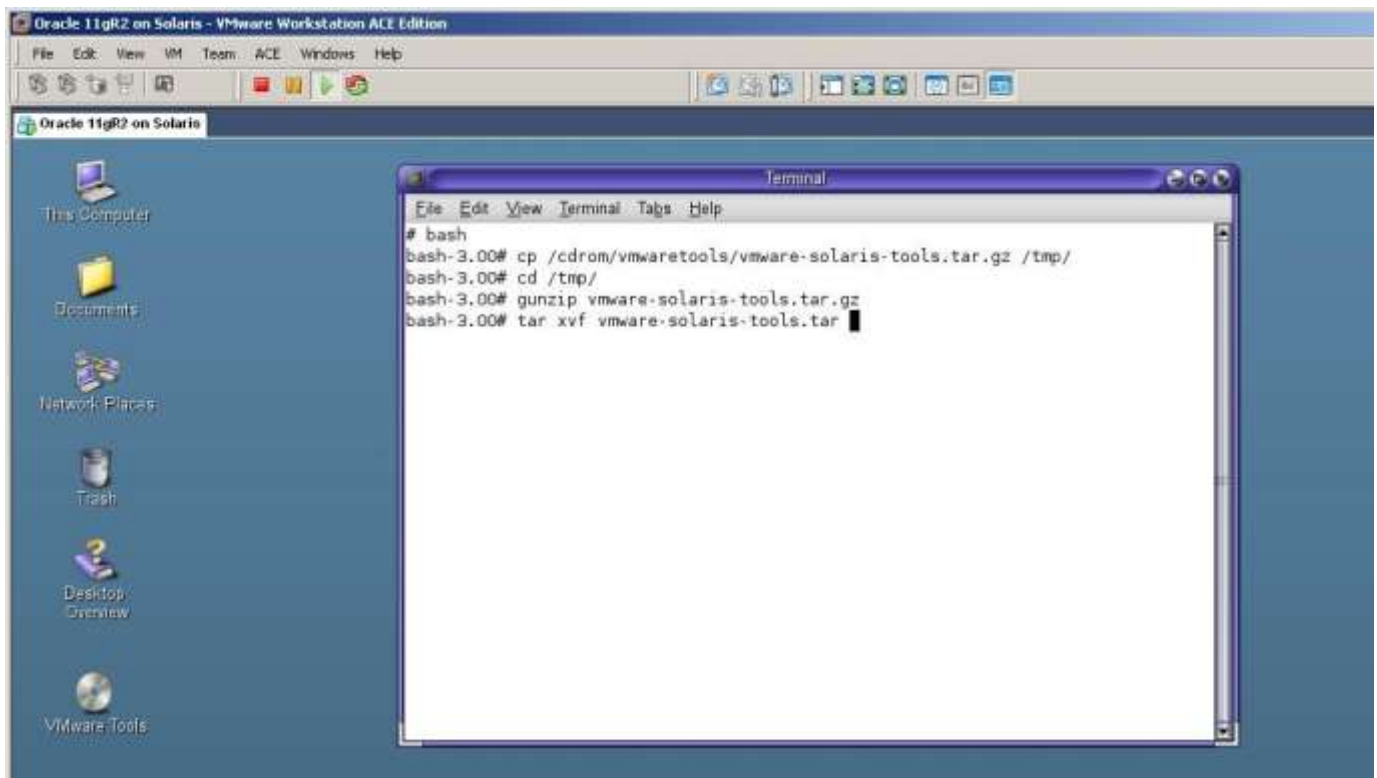 Oracle 11gR2 on Solaris - VMware Workstation ACE Edition
File Edit View VM Team ACE Windows Help
Oracle 11gR2 on Solaris
This Computer
Documents
Network Places
Trash
Desktop
Overview
VMware Tools
Terminal
File Edit View Terminal Tabs Help
# bash
bash-3.00# cp /cdrom/vmwaretools/vmware-solaris-tools.tar.gz /tmp/
bash-3.00# cd /tmp/
bash-3.00# gunzip vmware-solaris-tools.tar.gz
bash-3.00# tar xvf vmware-solaris-tools.tar